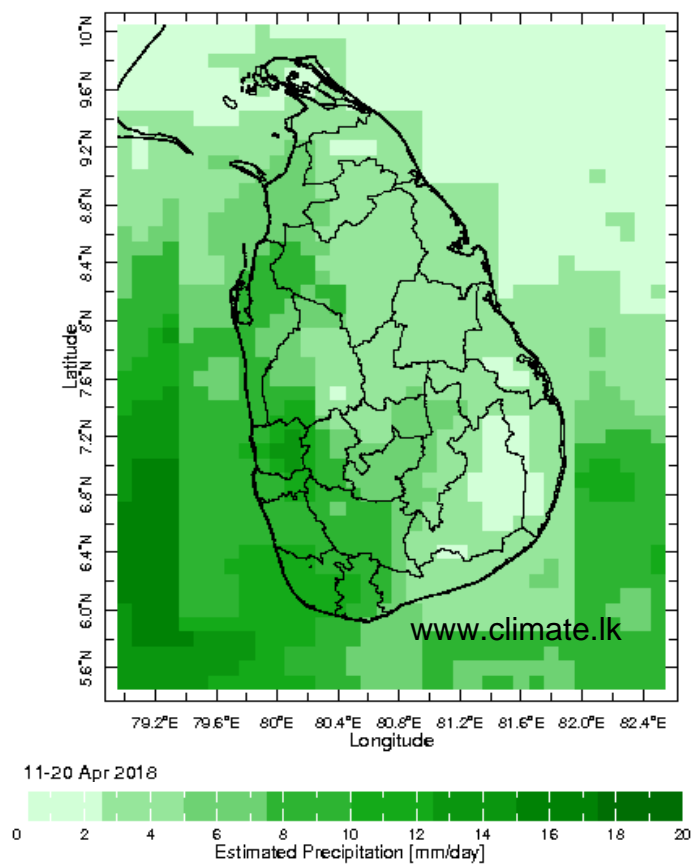 10°N
9.6°N
9.2°N
8.8°N
8.4°N
8°N
7.6°N
7.2°N
6.8°N
6.4°N
6.0°N
5.6°N
Latitude
www.climate.lk
79.2°E 79.6°E 80°E 80.4°E 80.8°E 81.2°E 81.6°E 82.0°E 82.4°E
Longitude
11-20 Apr 2018
0 2 4 6 8 10 12 14 16 18 20
Estimated Precipitation [mm/day]